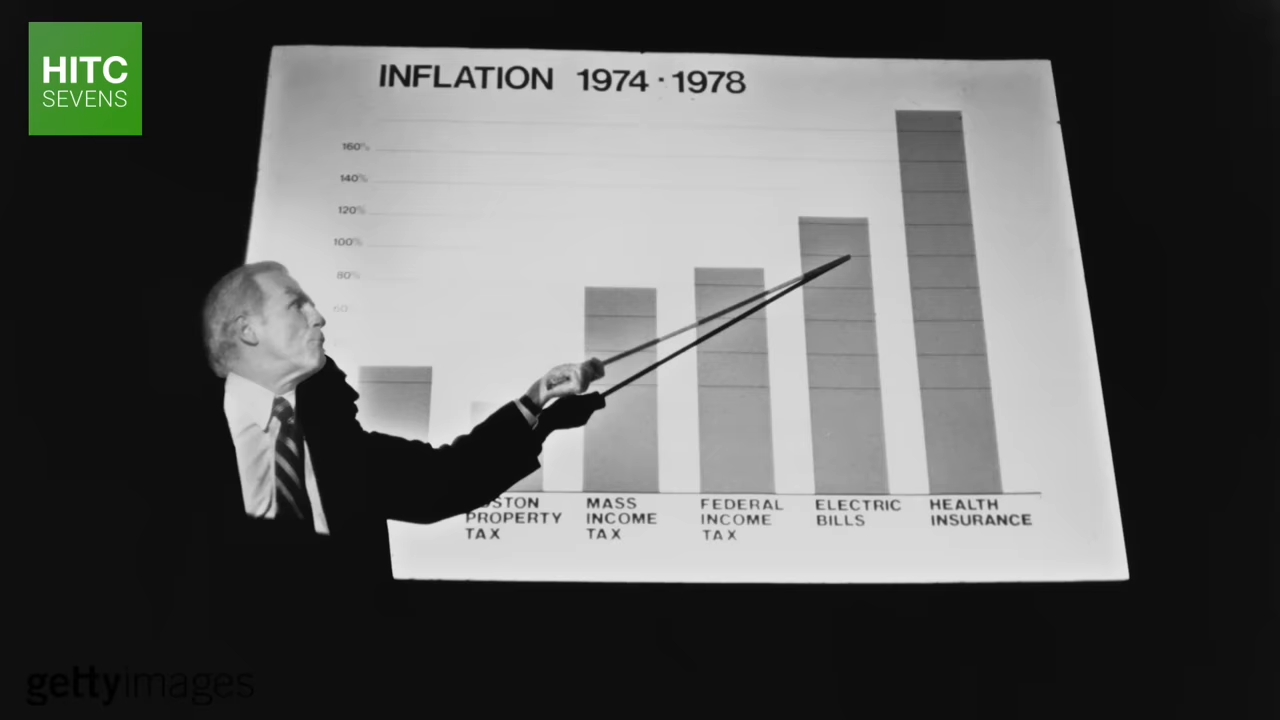 HITC
SEVENS
INFLATION 1974 · 1978
160%
140%
120%
100%
80%
60%
MASS
INCOME
TAX
FEDERAL
INCOME
TAX
ELECTRIC
BILLS
HEALTH
INSURANCE
PROPERTY
TAX
gettyimages